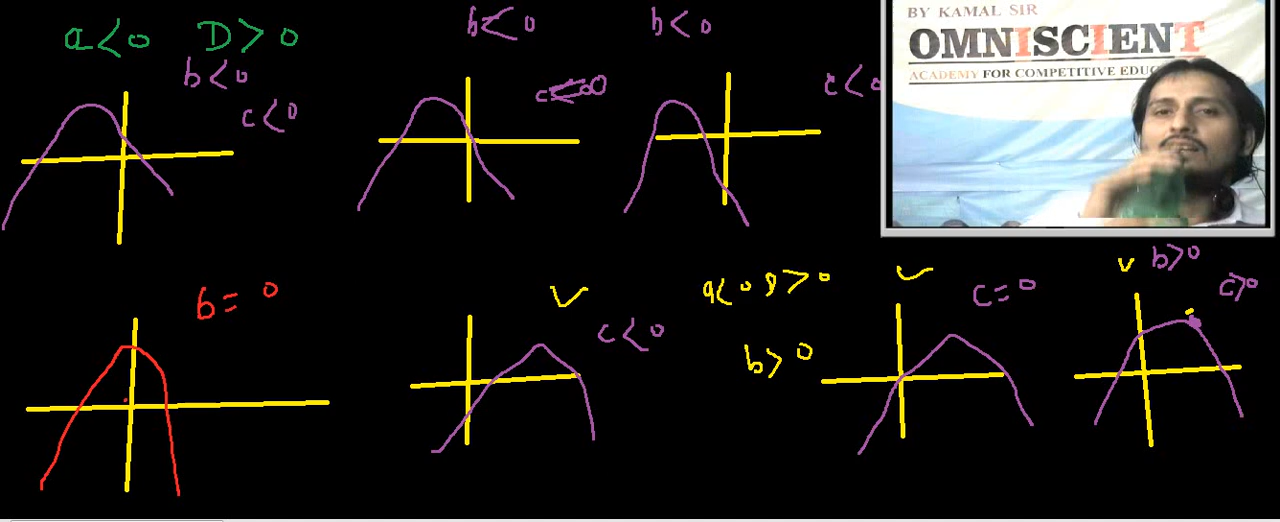 a<0 D>0
b<0
c<0
b<0
b<0
c<0
BY KAMAL SIR
OMNISCIENT
ACADEMY FOR COMPETITIVE EDUC
b=0
c<0
a<0 D>0
b>0
c=0
b>0
c>0